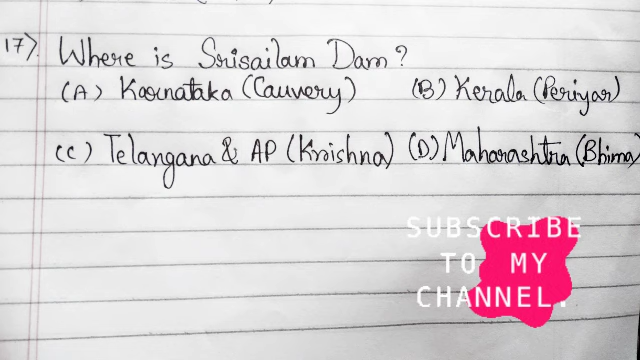 17) Where is Srisailam Dam?
(A) Karnataka (Cauvery) (B) Kerala (Periyar)
(C) Telangana & AP (Krishna) (D) Maharashtra (Bhima)
SUBSCRIBE
TO MY
CHANNEL.